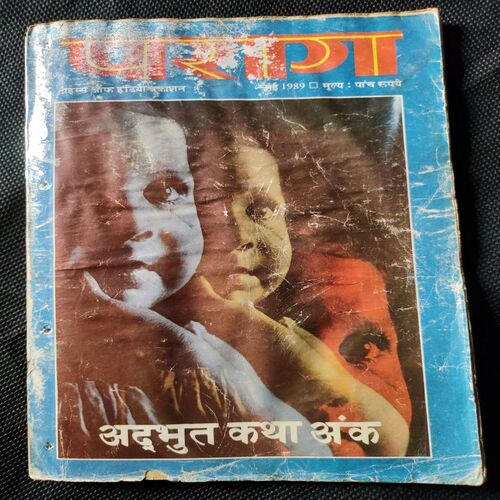 पराग
टाइम्स ऑफ इंडिया प्रकाशन
मई 1989 □ मूल्य : पांच रुपये
अद्‌भुत कथा अंक